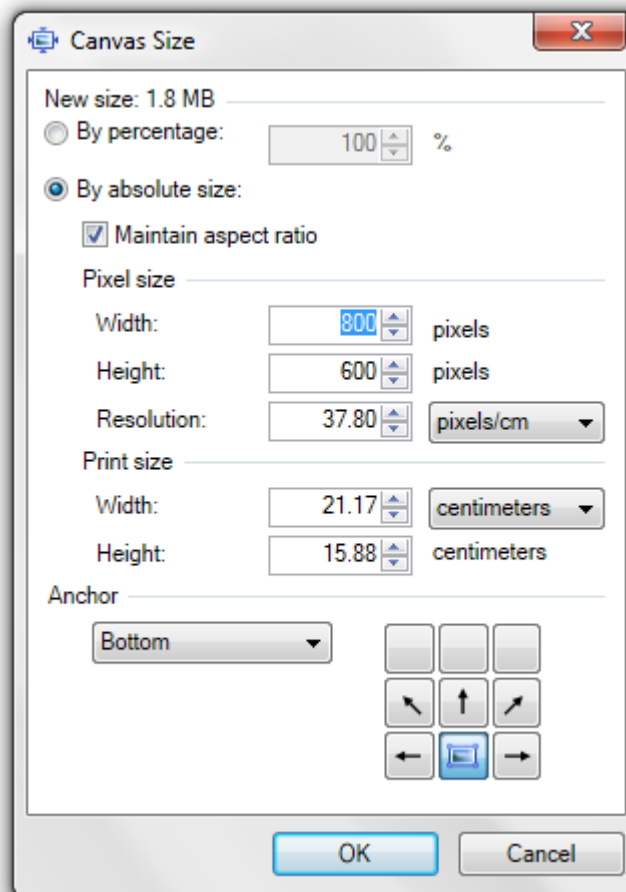 Canvas Size
New size: 1.8 MB
By percentage: 100 %
By absolute size:
Maintain aspect ratio
Pixel size
Width: 800 pixels
Height: 600 pixels
Resolution: 37.80 pixels/cm
Print size
Width: 21.17 centimeters
Height: 15.88 centimeters
Anchor
Bottom
OK Cancel